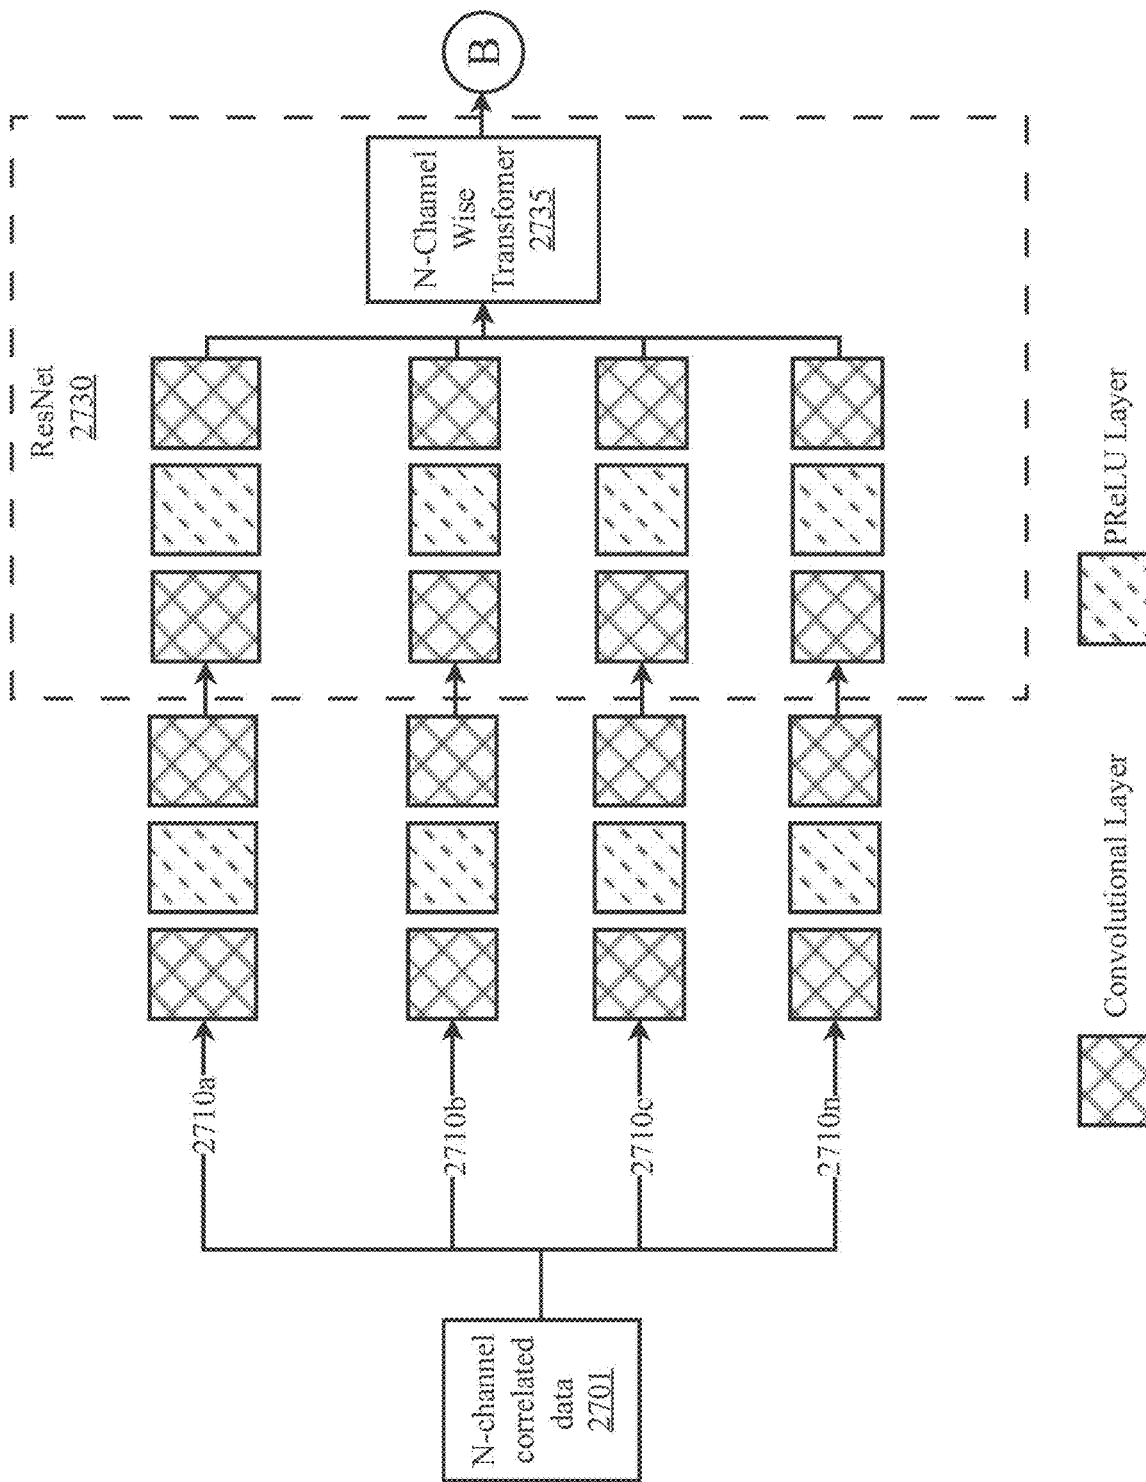 N-channel
correlated
data
2701
2710a
2710b
2710c
2710n
ResNet
2730
N-Channel
Wise
Transfomer
2735
B
Convolutional Layer
PReLU Layer